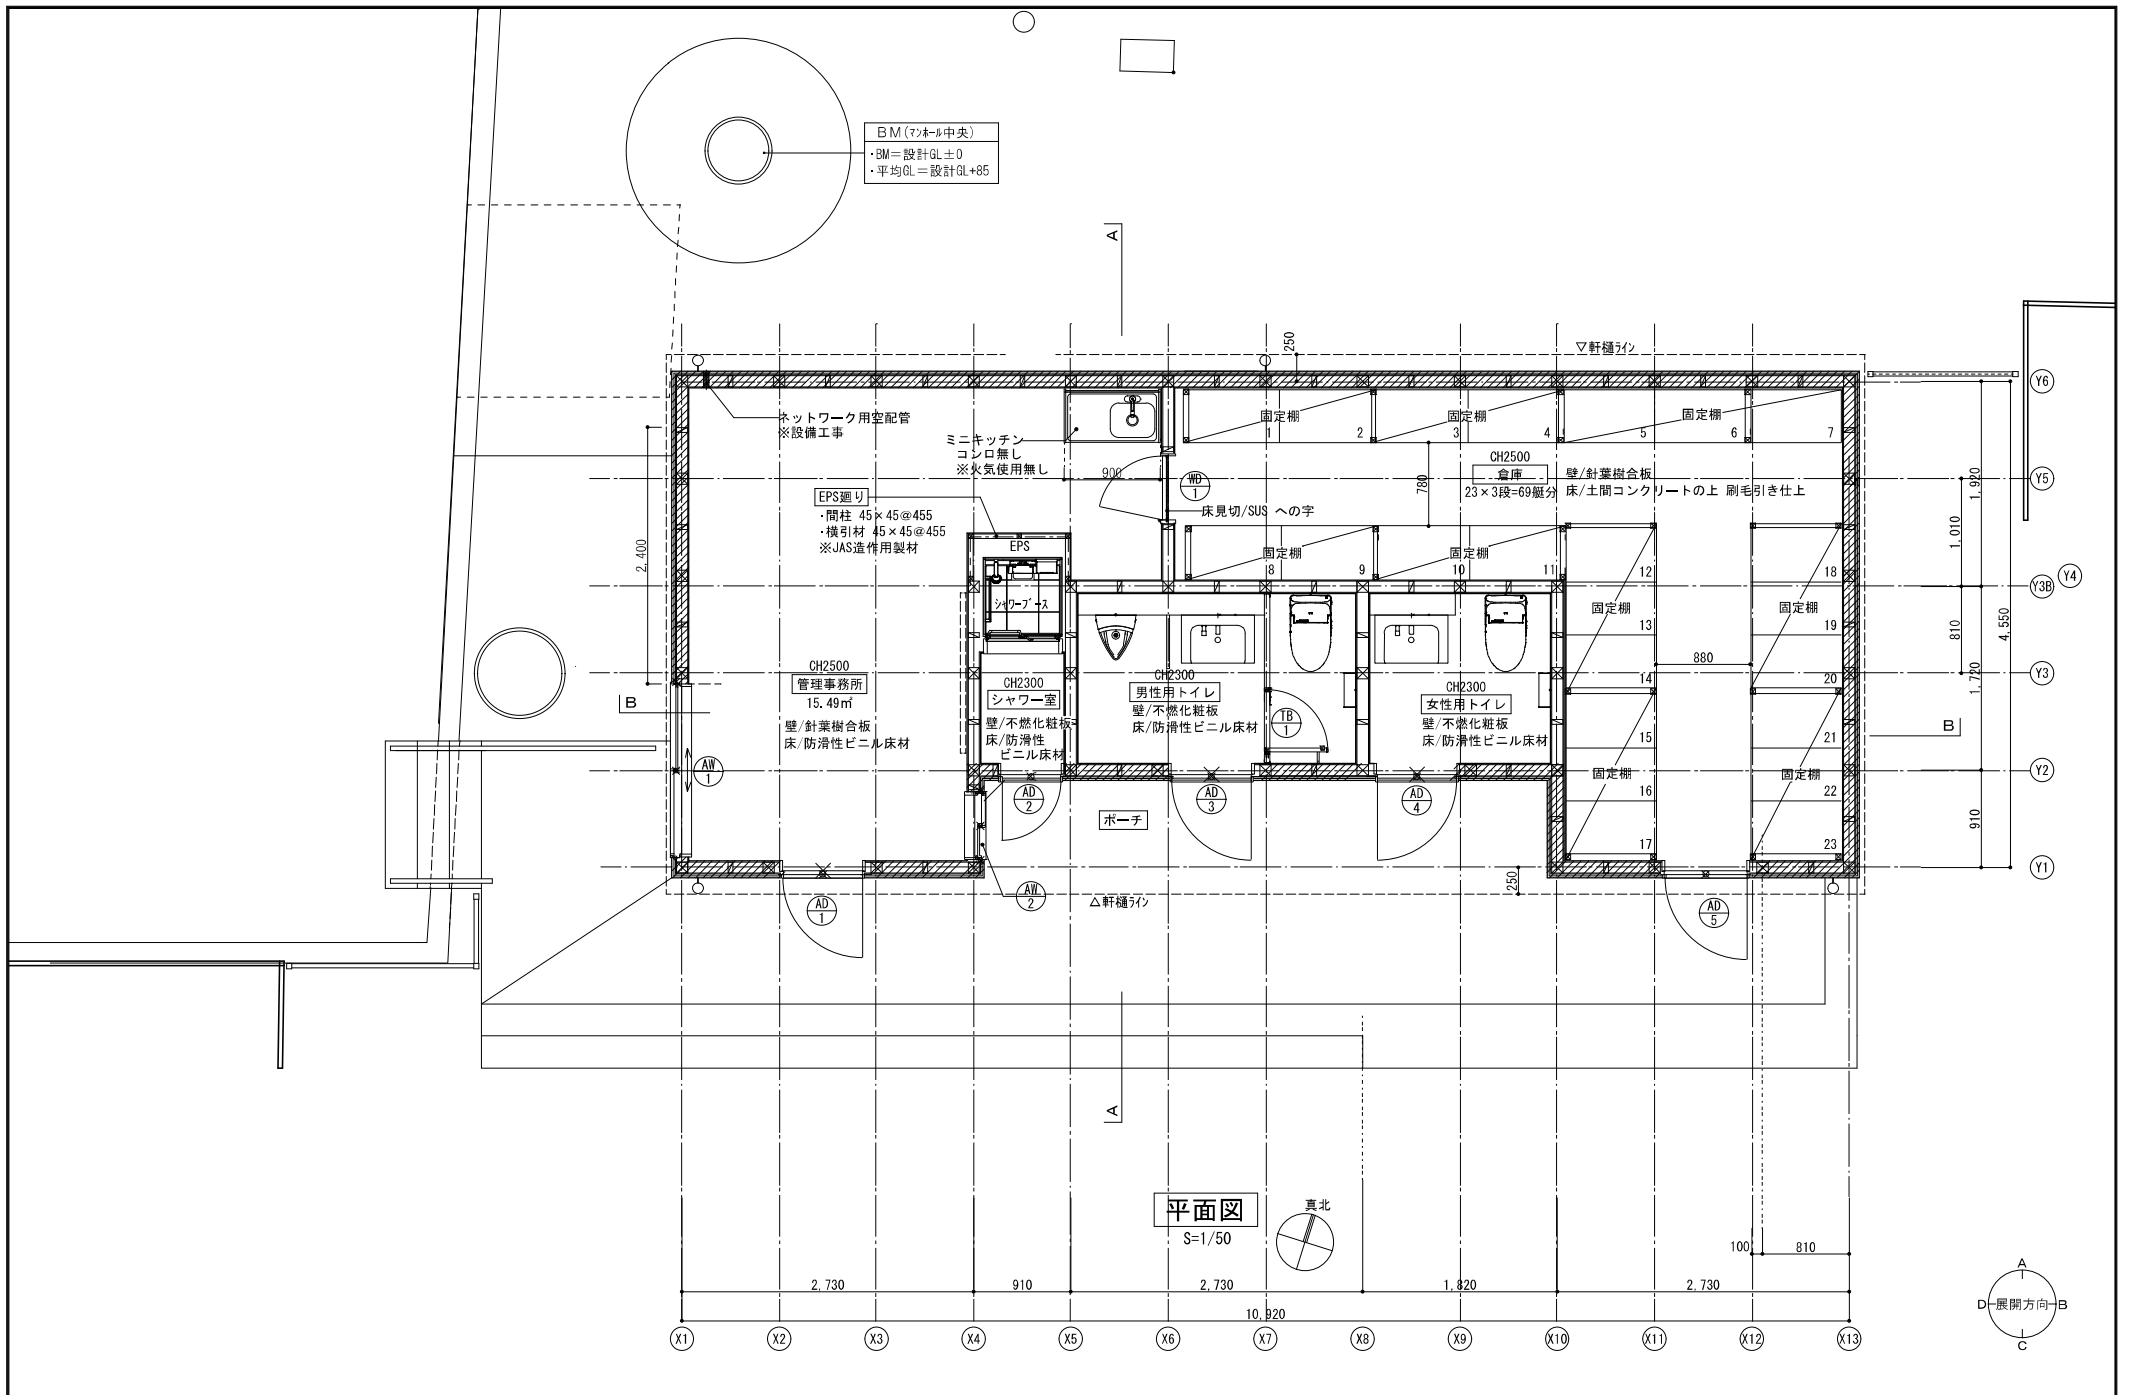 BM(ﾏﾝﾎｰﾙ中央)
・BM＝設計GL±0
・平均GL＝設計GL+85
A
250
▽軒樋ﾗｲﾝ
Y6
ネットワーク用空配管
※設備工事
ミニキッチン
コンロ無し
※火気使用無し
900
固定棚
1
2
固定棚
3
4
固定棚
5
6
7
WD
1
780
CH2500
倉庫
23×3段=69艇分
壁/針葉樹合板
床/土間コンクリートの上 刷毛引き仕上
床見切/SUS への字
Y5
1,920
1,010
EPS廻り
・間柱 45×45@455
・横引材 45×45@455
※JAS造作用製材
2,400
EPS
シャワーブース
固定棚
8
9
固定棚
10
11
12
固定棚
13
14
18
固定棚
19
20
Y3B
Y4
810
4,550
880
1,720
Y3
CH2500
管理事務所
15.49㎡
壁/針葉樹合板
床/防滑性ビニル床材
CH2300
シャワー室
壁/不燃化粧板
床/防滑性
ビニル床材
CH2300
男性用トイレ
壁/不燃化粧板
床/防滑性ビニル床材
TB
1
CH2300
女性用トイレ
壁/不燃化粧板
床/防滑性ビニル床材
15
固定棚
16
17
21
固定棚
22
23
B
B
Y2
AW
1
AD
2
AD
3
AD
4
ポーチ
910
Y1
250
AD
1
AW
2
△軒樋ﾗｲﾝ
AD
5
A
平面図
S=1/50
真北
100
810
2,730
910
2,730
1,820
2,730
10,920
X1
X2
X3
X4
X5
X6
X7
X8
X9
X10
X11
X12
X13
A
D
展開方向
B
C